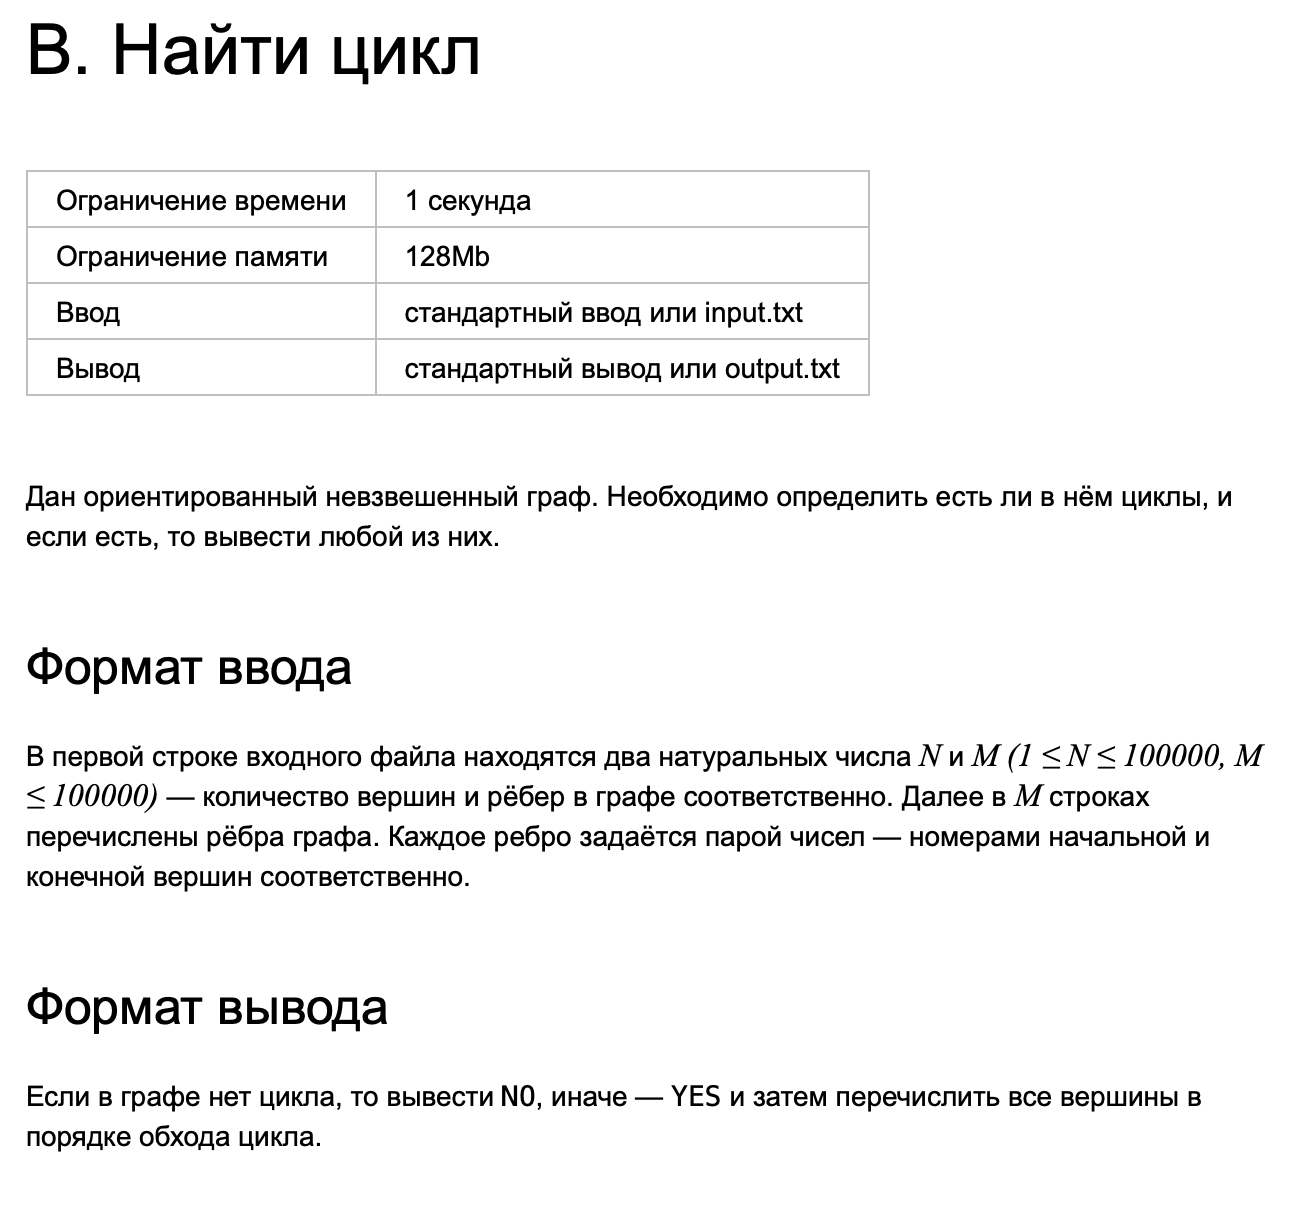 B. Найти цикл
Ограничение времени 1 секунда
Ограничение памяти 128Mb
Ввод стандартный ввод или input.txt
Вывод стандартный вывод или output.txt
Дан ориентированный невзвешенный граф. Необходимо определить есть ли в нём циклы, и
если есть, то вывести любой из них.
Формат ввода
В первой строке входного файла находятся два натуральных числа N и M (1 ≤ N ≤ 100000, M
≤ 100000) — количество вершин и рёбер в графе соответственно. Далее в M строках
перечислены рёбра графа. Каждое ребро задаётся парой чисел — номерами начальной и
конечной вершин соответственно.
Формат вывода
Если в графе нет цикла, то вывести NO, иначе — YES и затем перечислить все вершины в
порядке обхода цикла.